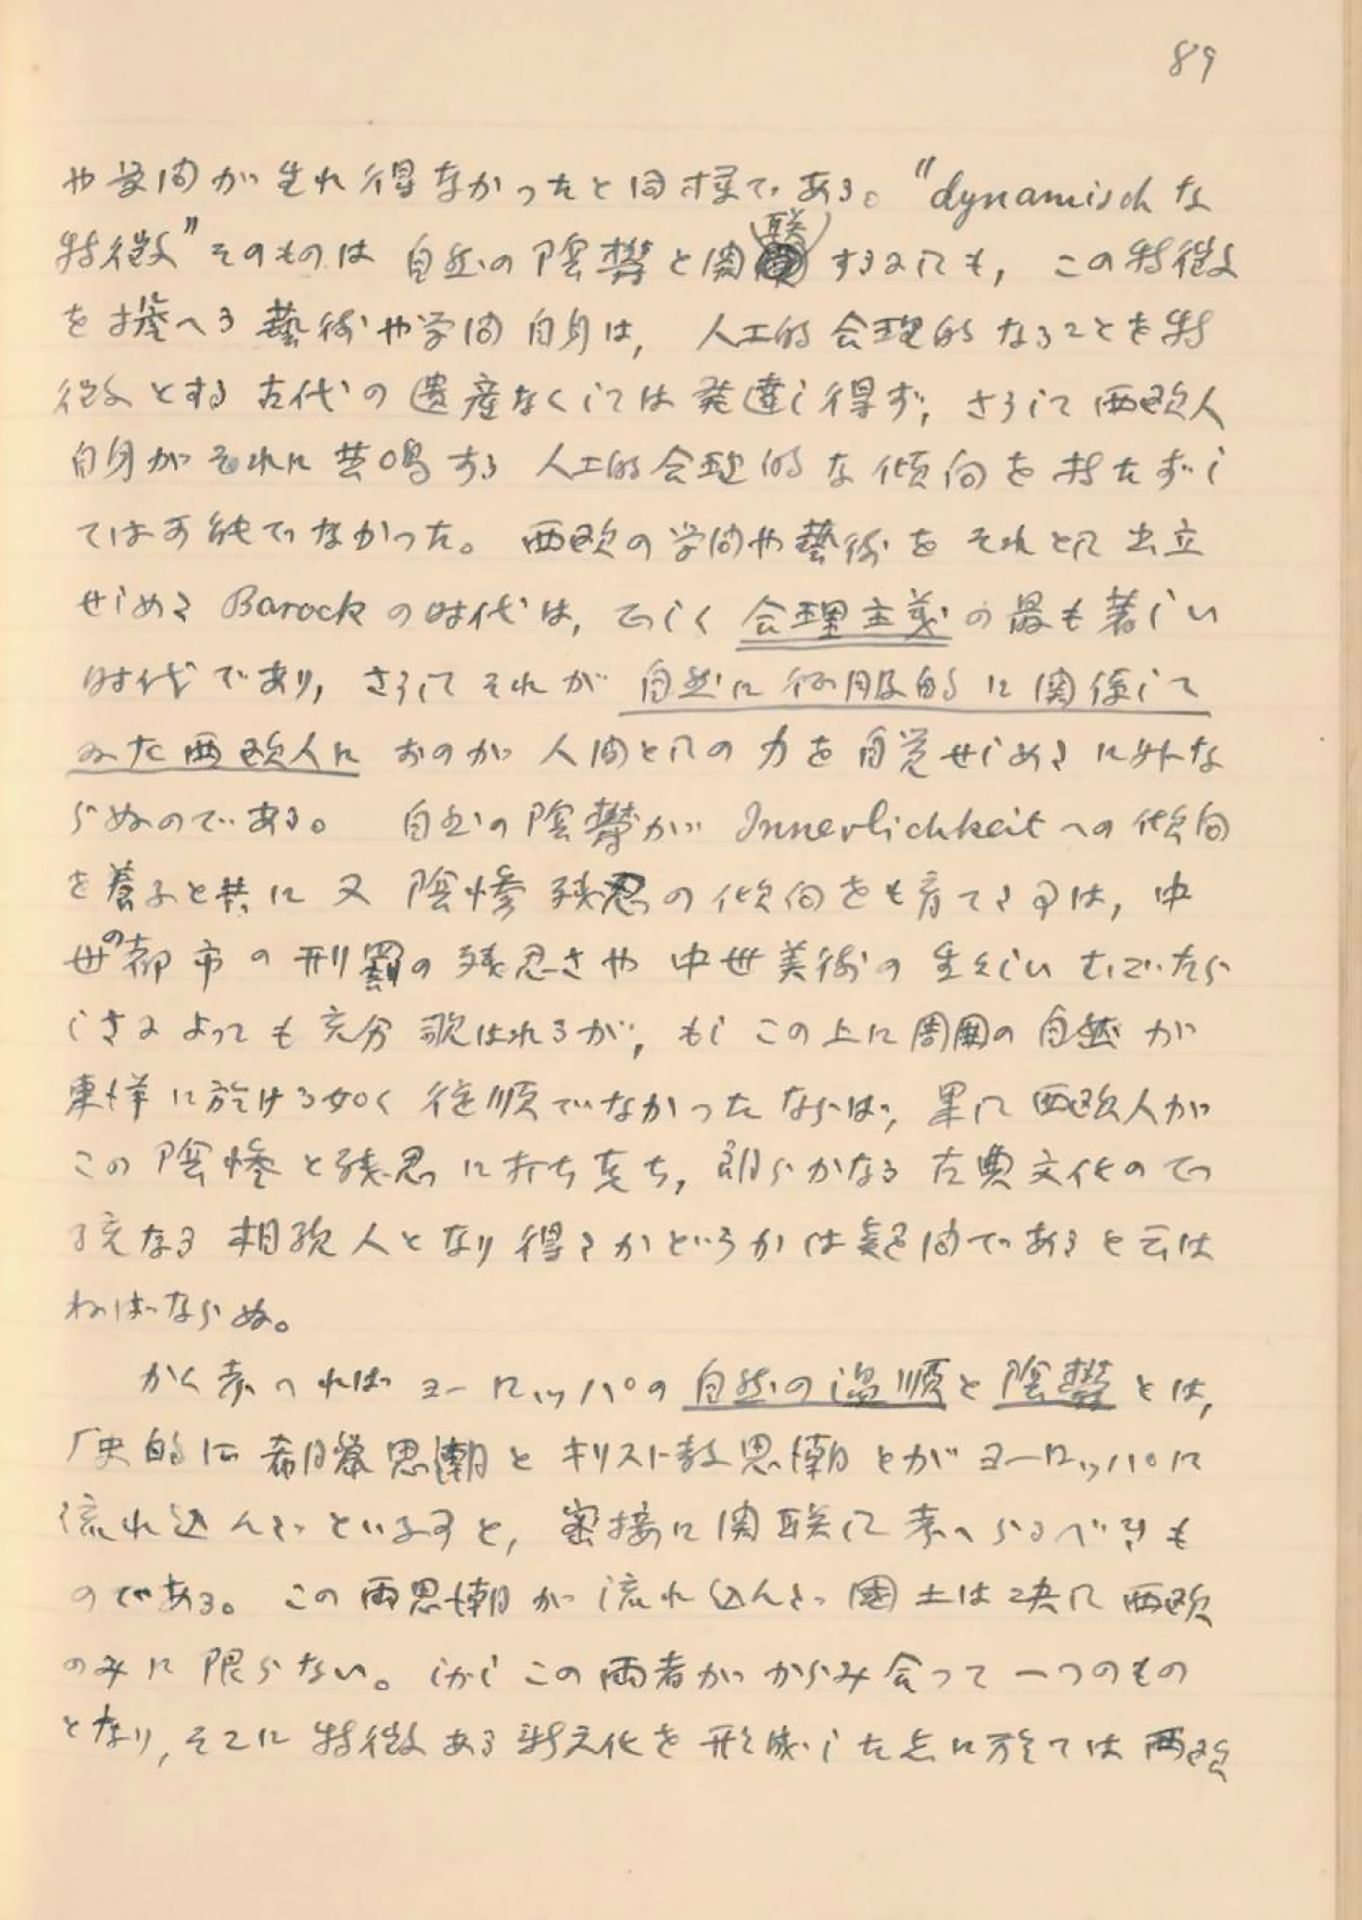 89
や学問が生れ得なかったと同様である。"dynamischな
特徴"そのものは自然の陰鬱と関聯するにしても, この特徴
を捉へる藝術や学問自身は, 人工的合理的なることを特
徴とする古代の遺産なくしては発達し得ず, さうして西欧人
自身がそれに共鳴する人工的合理的な傾向を持たずし
ては可能でなかった。西欧の学問や藝術をそれとして出立
せしめるBarockの時代は, 正しく合理主義の最も著しい
時代であり, さうしてそれが自然に征服的に関係して
ゐた西欧人におのが人間としての力を自覚せしめるに外な
らぬのである。 自然の陰鬱がInnerlichkeitへの傾向
を養ふと共に又陰惨残忍の傾向をも育てる事は, 中
世の都市の刑罰の残忍さや中世美術の生々しいむごたら
しさによっても充分窺はれるが, もしこの上に周囲の自然が
東洋に於ける如く従順でなかったならば, 果して西欧人が
この陰惨と残忍に打ち克ち, 朗らかなる古典文化の正
統なる相続人となり得るかどうかは疑問であると云は
ねばならぬ。
かく考へればヨーロッパの自然の温順と陰鬱とは,
歴史的に希臘思潮とキリスト教思潮とがヨーロッパに
流れ込んだといふ事と, 密接に関聯して考へらるべきも
のである。この両思潮が流れ込んだ国土は決して西欧
のみに限らない。しかしこの両者がからみ合って一つのもの
となり, そこに特徴ある新文化を形成した点に於ては西欧